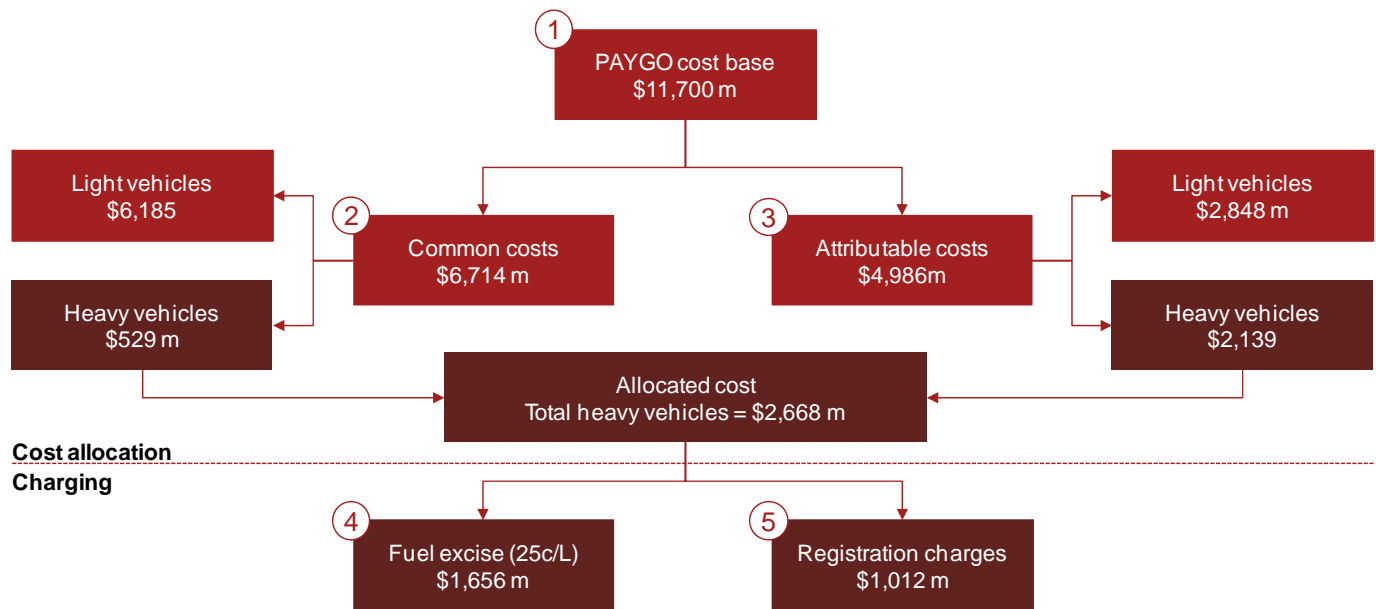 1
PAYGO cost base
$11,700 m
Light vehicles
$6,185
2
Common costs
$6,714 m
3
Attributable costs
$4,986m
Light vehicles
$2,848 m
Heavy vehicles
$529 m
Heavy vehicles
$2,139
Allocated cost
Total heavy vehicles = $2,668 m
Cost allocation
Charging
4
Fuel excise (25c/L)
$1,656 m
5
Registration charges
$1,012 m